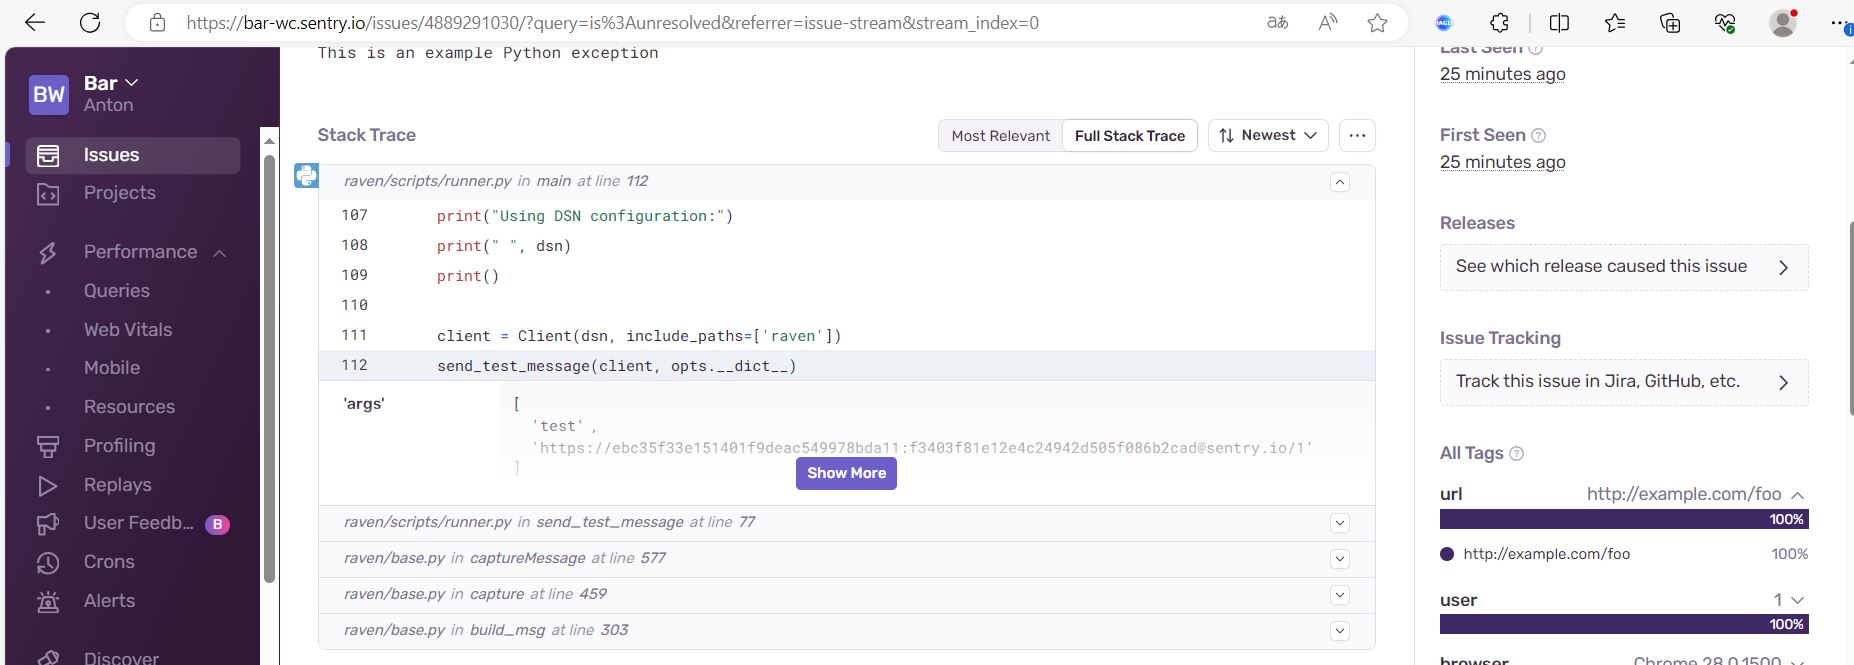 https://bar-wc.sentry.io/issues/4889291030/?query=is%3Aunresolved&referrer=issue-stream&stream_index=0
BW
Bar
Anton
Issues
Projects
Performance
Queries
Web Vitals
Mobile
Resources
Profiling
Replays
User Feedb... B
Crons
Alerts
Discover
This is an example Python exception
Stack Trace
Most Relevant Full Stack Trace Newest
raven/scripts/runner.py in main at line 112
107 print("Using DSN configuration:")
108 print(" ", dsn)
109 print()
110
111 client = Client(dsn, include_paths=['raven'])
112 send_test_message(client, opts.__dict__)
'args' [
'test' ,
'https://ebc35f33e151401f9deac549978bda11:f3403f81e12e4c24942d505f086b2cad@sentry.io/1'
]
Show More
raven/scripts/runner.py in send_test_message at line 77
raven/base.py in captureMessage at line 577
raven/base.py in capture at line 459
raven/base.py in build_msg at line 303
Last Seen
25 minutes ago
First Seen
25 minutes ago
Releases
See which release caused this issue
Issue Tracking
Track this issue in Jira, GitHub, etc.
All Tags
url http://example.com/foo
100%
http://example.com/foo 100%
user 1
100%
browser Chrome 28.0.1500